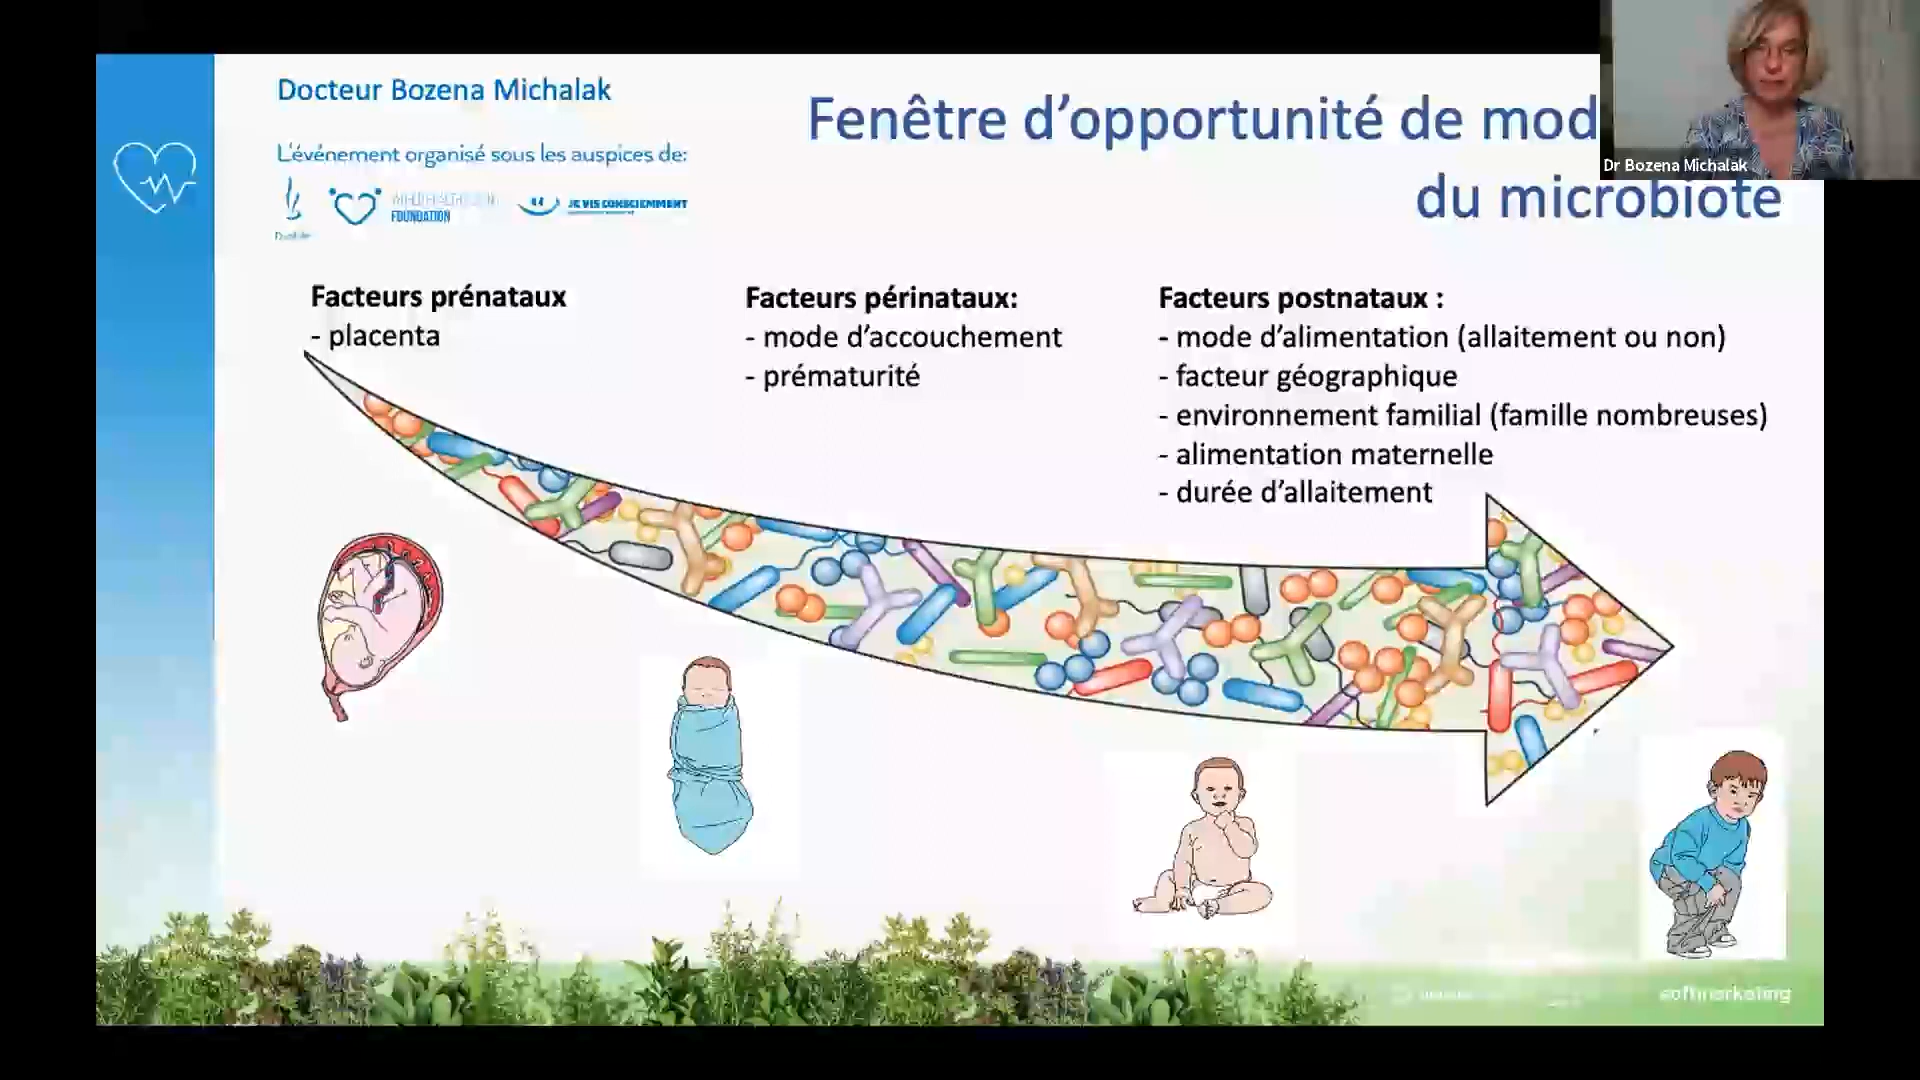 Docteur Bozena Michalak
L'événement organisé sous les auspices de:
FOUNDATION
JE VIS CONSCIEMMENT
Fenêtre d'opportunité de mod
du microbiote
Dr Bozena Michalak
Facteurs prénataux
- placenta
Facteurs périnataux:
- mode d'accouchement
- prématurité
Facteurs postnataux :
- mode d'alimentation (allaitement ou non)
- facteur géographique
- environnement familial (famille nombreuses)
- alimentation maternelle
- durée d'allaitement
softmarketing